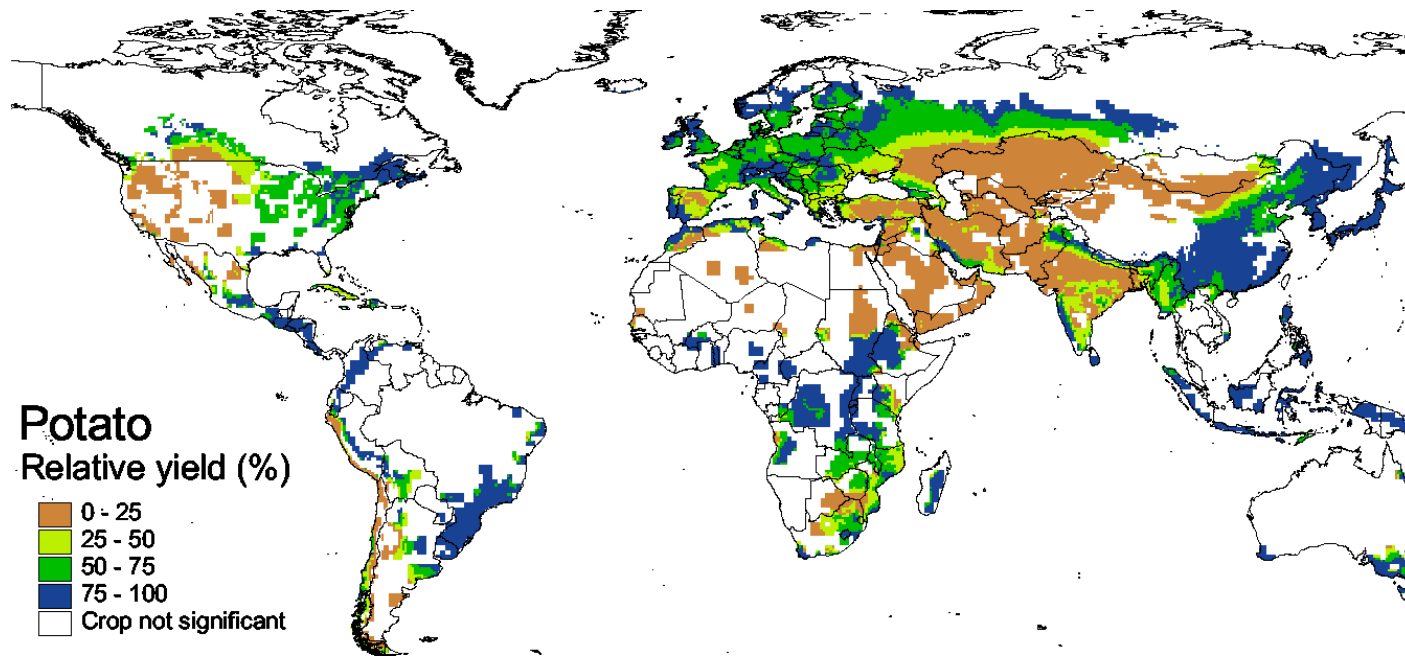 Potato
Relative yield (%)
0 - 25
25 - 50
50 - 75
75 - 100
Crop not significant